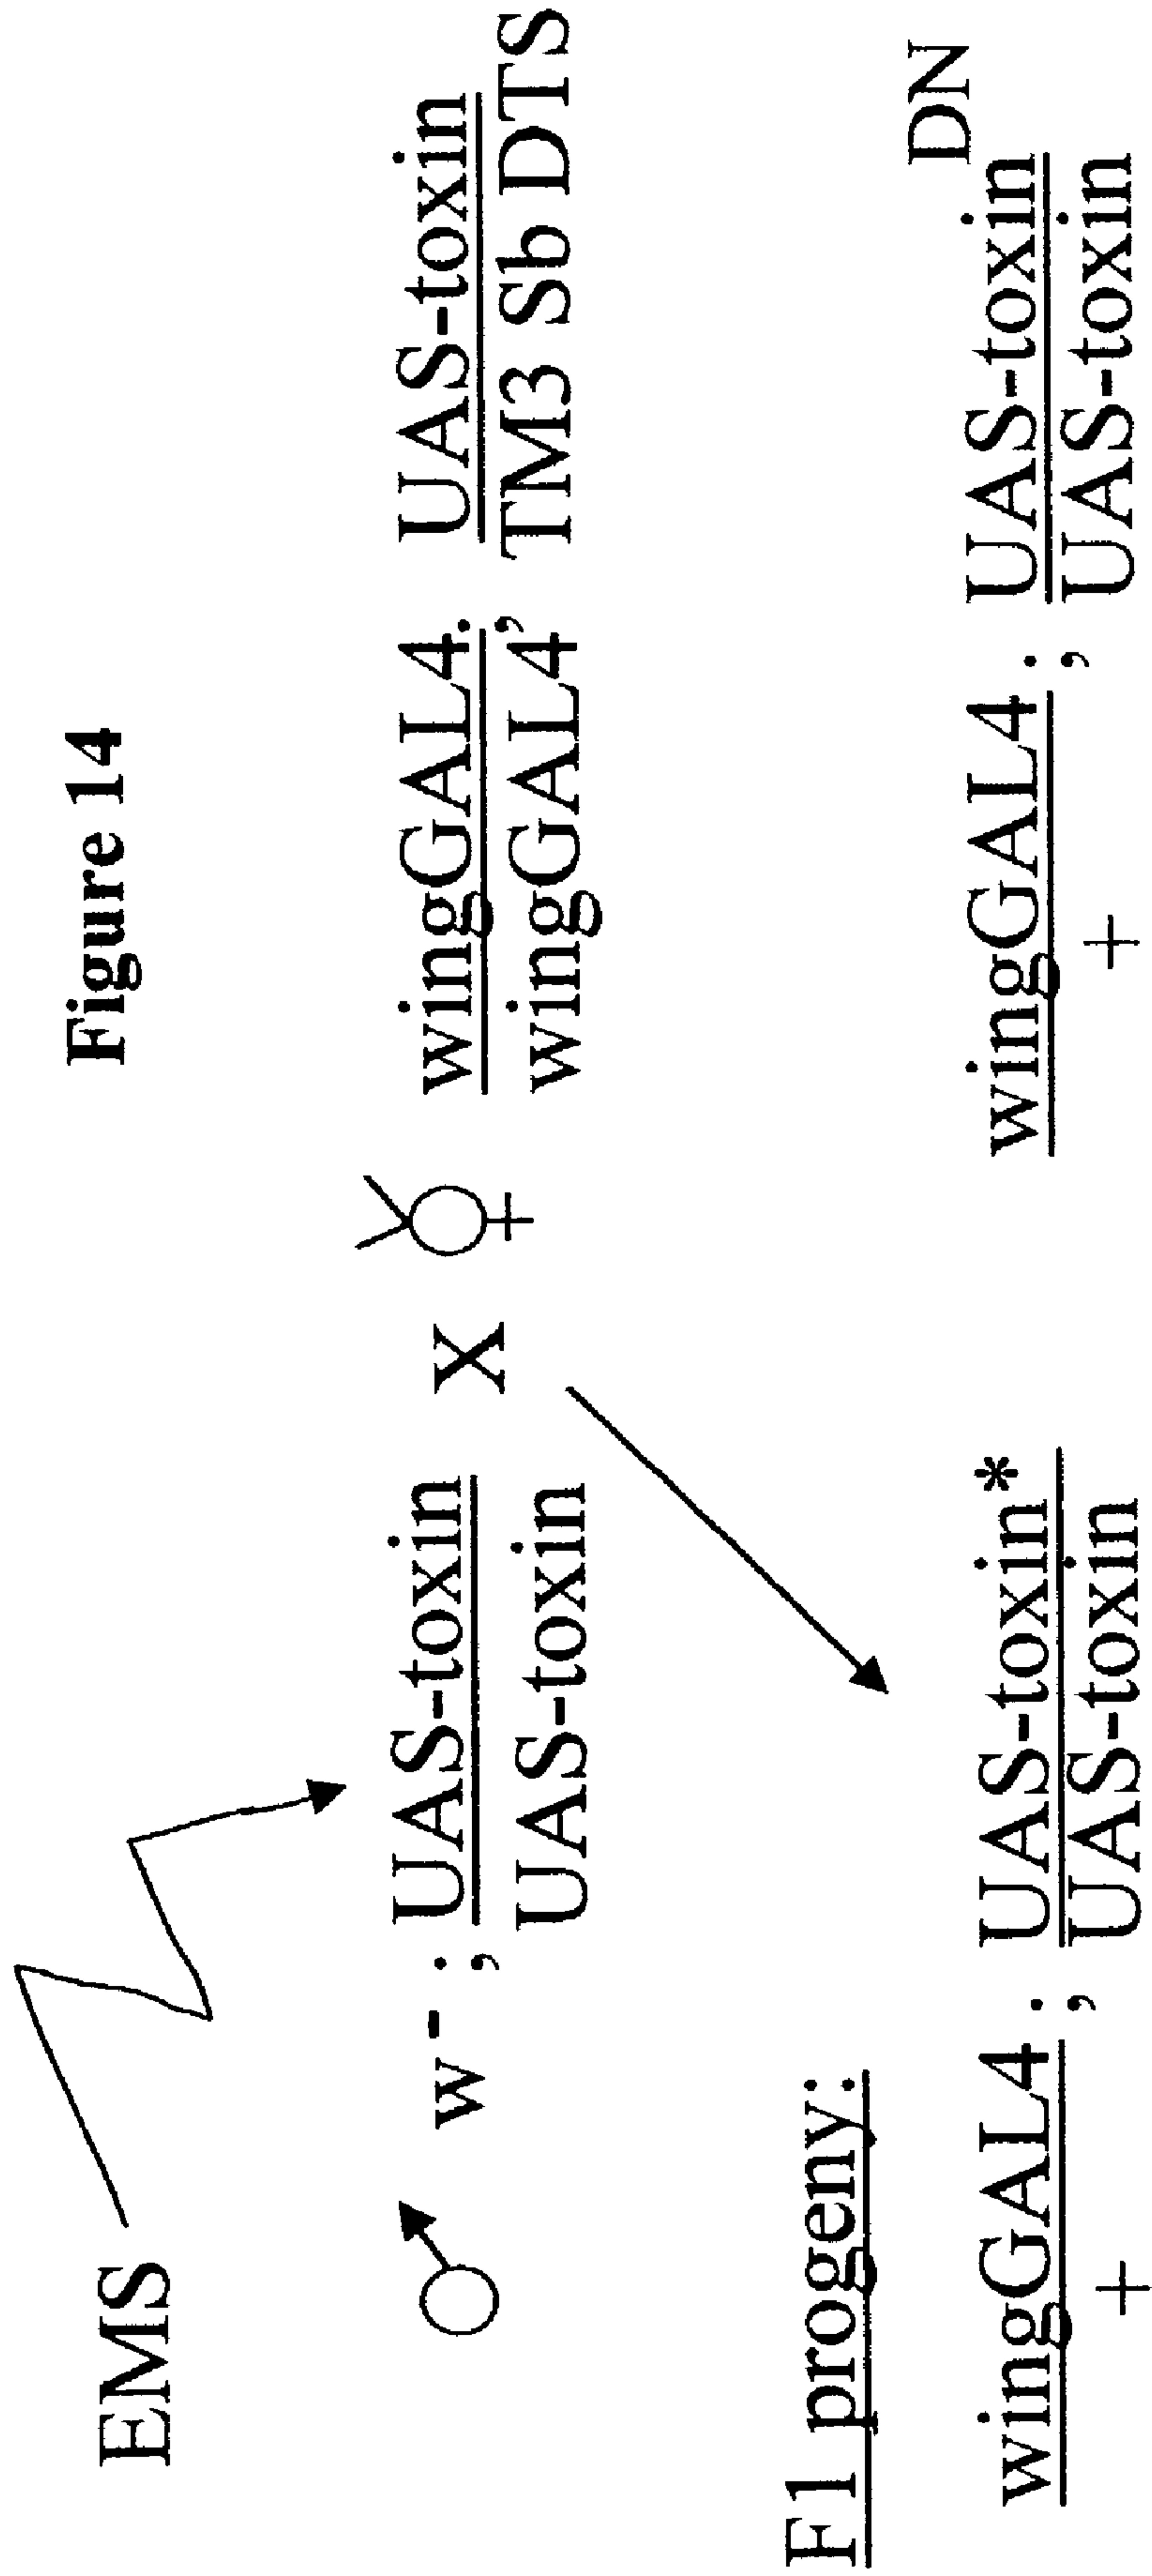 Figure 14
EMS
w - ; UAS-toxin X wingGAL4 ; UAS-toxin
UAS-toxin wingGAL4 TM3 Sb DTS
F1 progeny:
DN
wingGAL4 ; UAS-toxin* wingGAL4 ; UAS-toxin
+ UAS-toxin + UAS-toxin